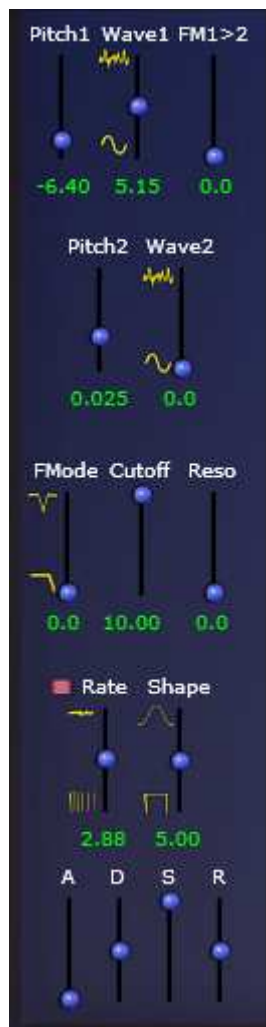 Pitch1 Wave1 FM1>2
-6.40 5.15 0.0
Pitch2 Wave2
0.025 0.0
FMode Cutoff Reso
0.0 10.00 0.0
Rate Shape
2.88 5.00
A D S R